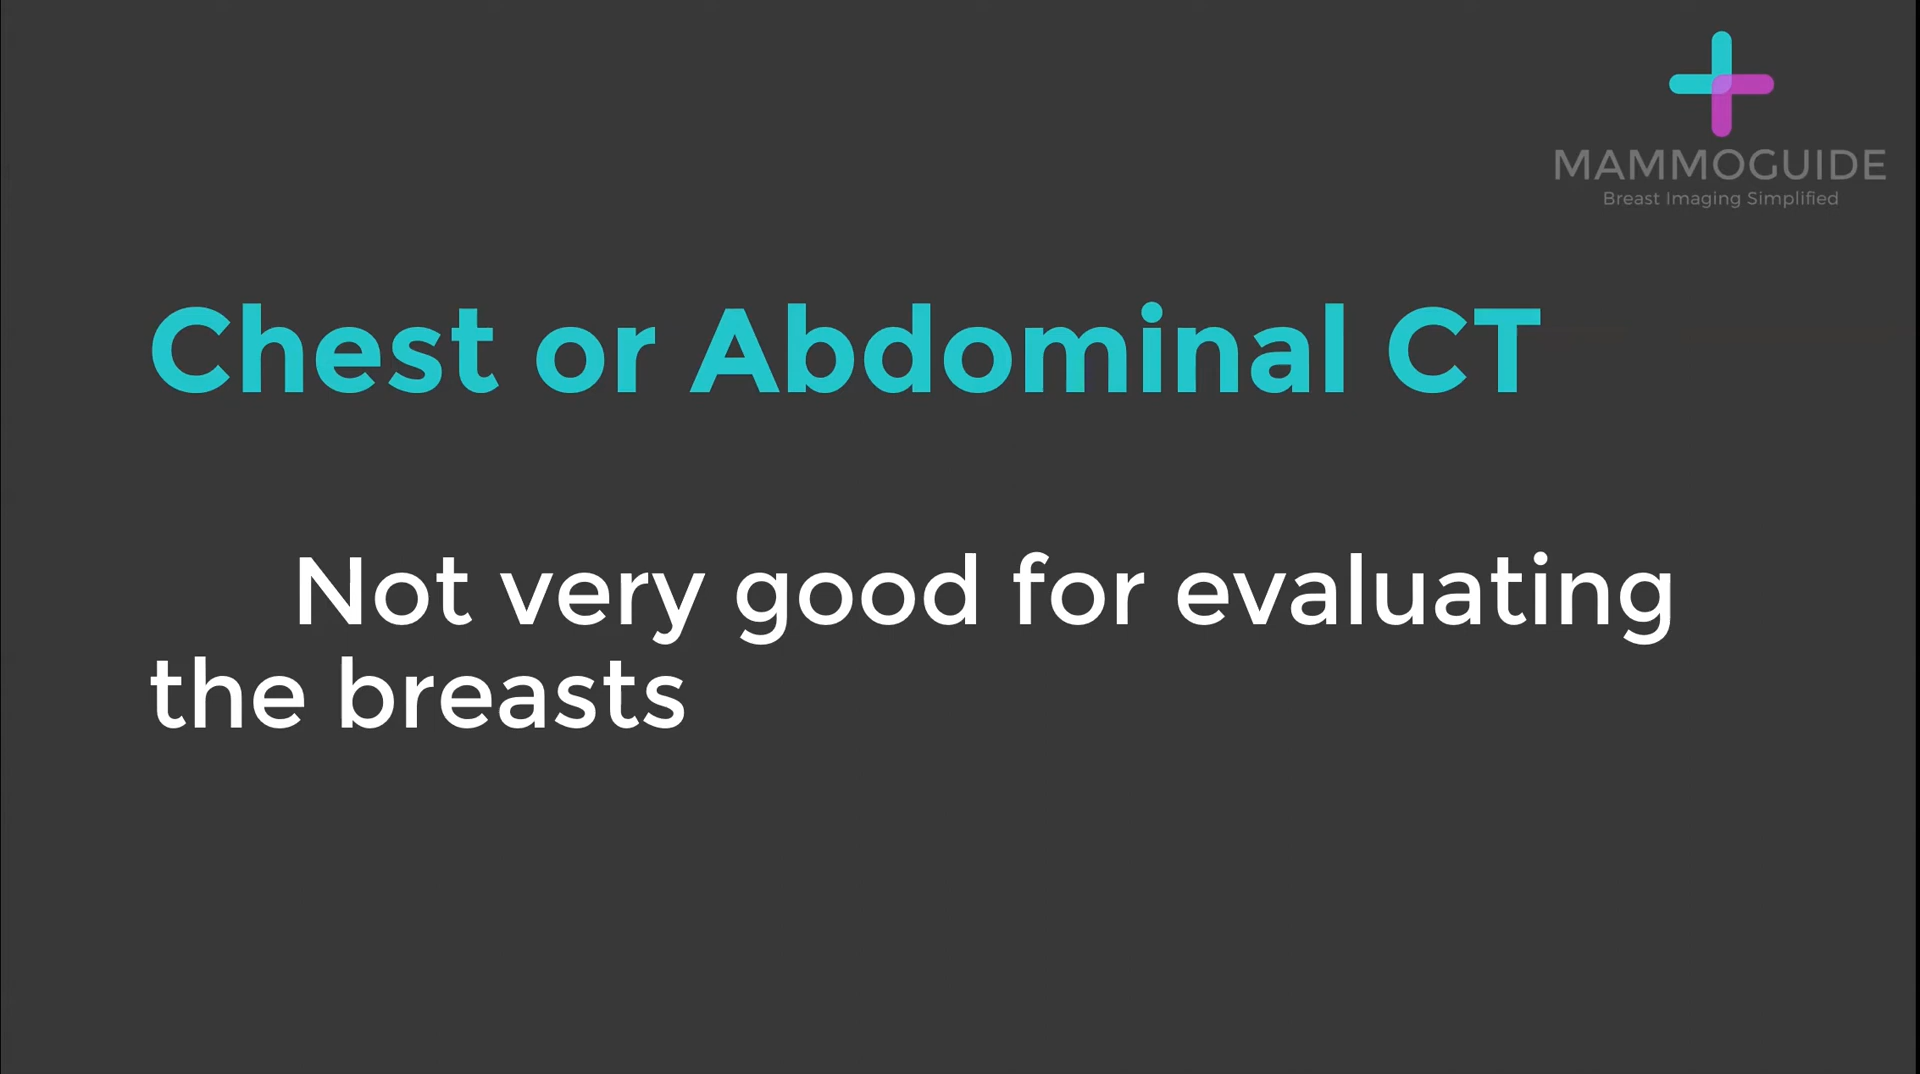 MAMMOGUIDE
Breast Imaging Simplified
Chest or Abdominal CT
Not very good for evaluating
the breasts